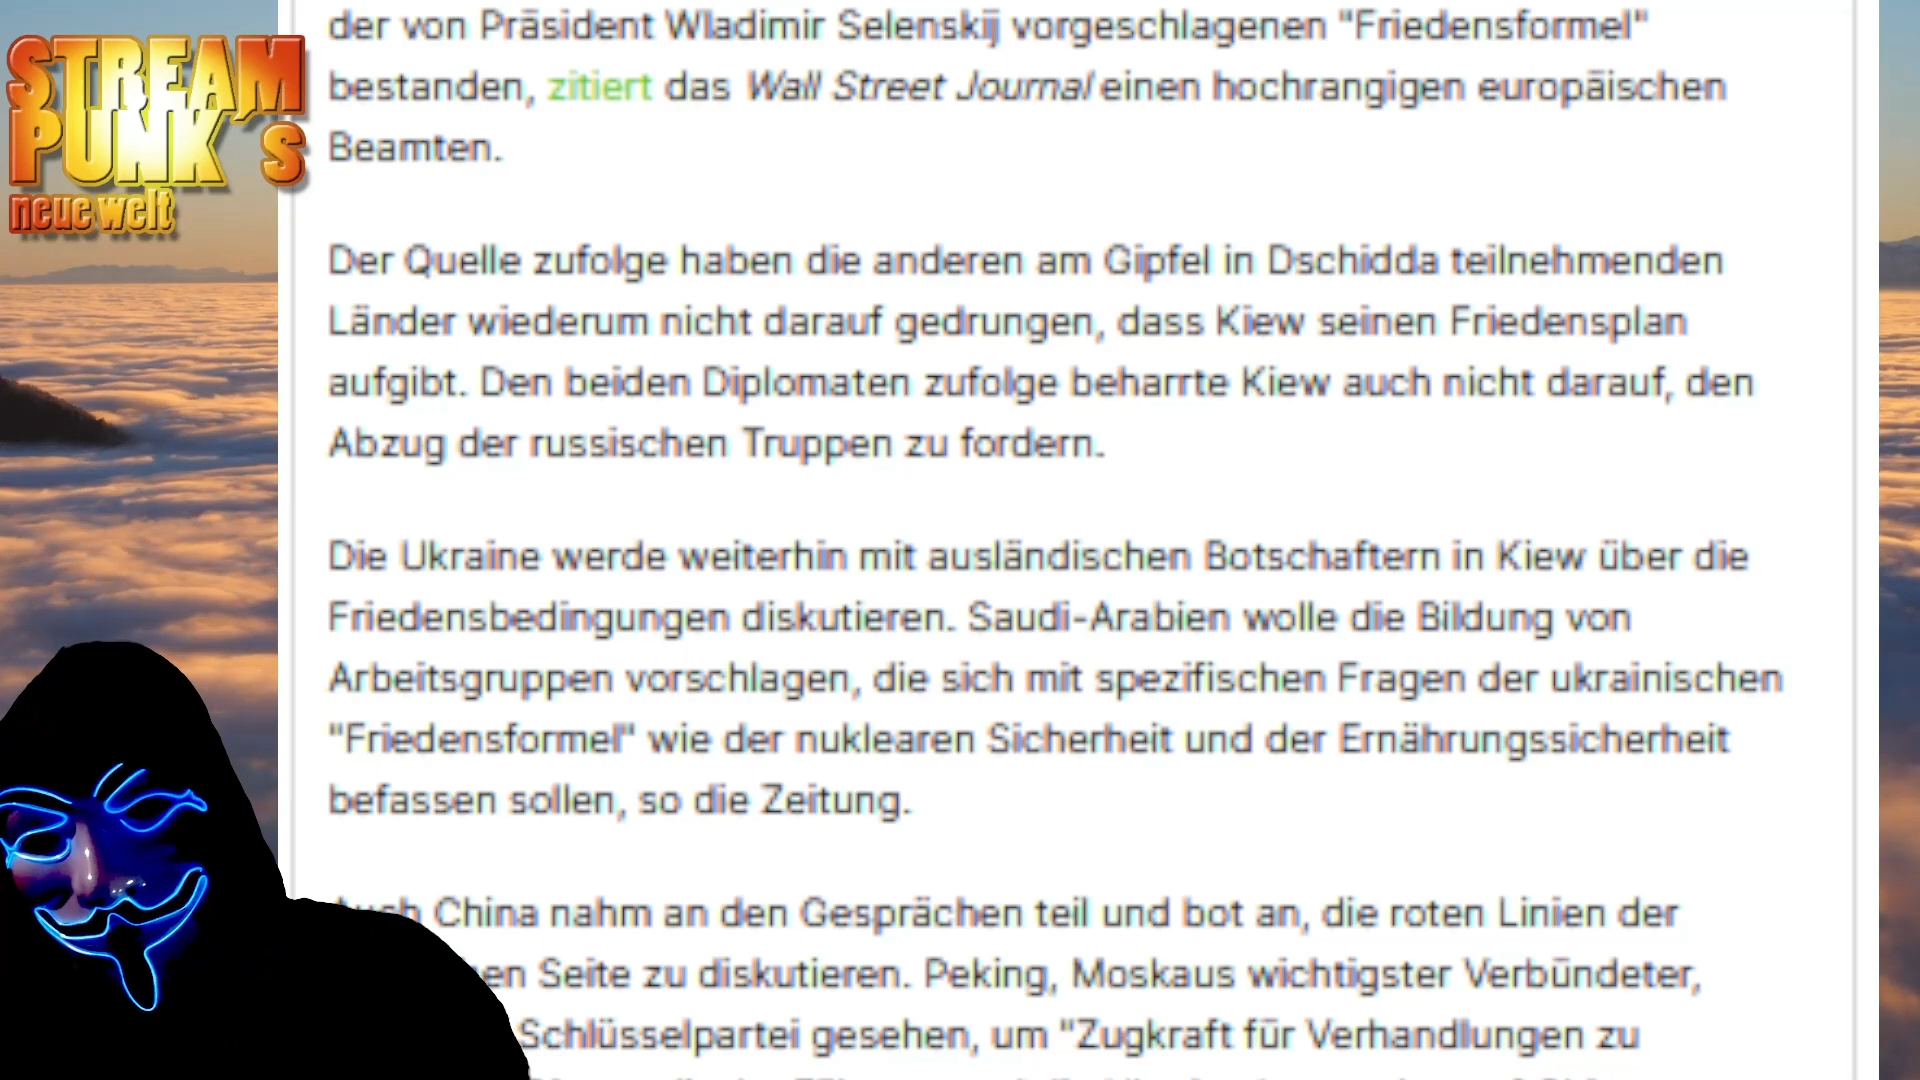 STREAM
PUNK´s
neue welt
der von Präsident Wladimir Selenskij vorgeschlagenen "Friedensformel"
bestanden, zitiert das Wall Street Journal einen hochrangigen europäischen
Beamten.
Der Quelle zufolge haben die anderen am Gipfel in Dschidda teilnehmenden
Länder wiederum nicht darauf gedrungen, dass Kiew seinen Friedensplan
aufgibt. Den beiden Diplomaten zufolge beharrte Kiew auch nicht darauf, den
Abzug der russischen Truppen zu fordern.
Die Ukraine werde weiterhin mit ausländischen Botschaftern in Kiew über die
Friedensbedingungen diskutieren. Saudi-Arabien wolle die Bildung von
Arbeitsgruppen vorschlagen, die sich mit spezifischen Fragen der ukrainischen
"Friedensformel" wie der nuklearen Sicherheit und der Ernährungssicherheit
befassen sollen, so die Zeitung.
Auch China nahm an den Gesprächen teil und bot an, die roten Linien der
en Seite zu diskutieren. Peking, Moskaus wichtigster Verbündeter,
Schlüsselpartei gesehen, um "Zugkraft für Verhandlungen zu